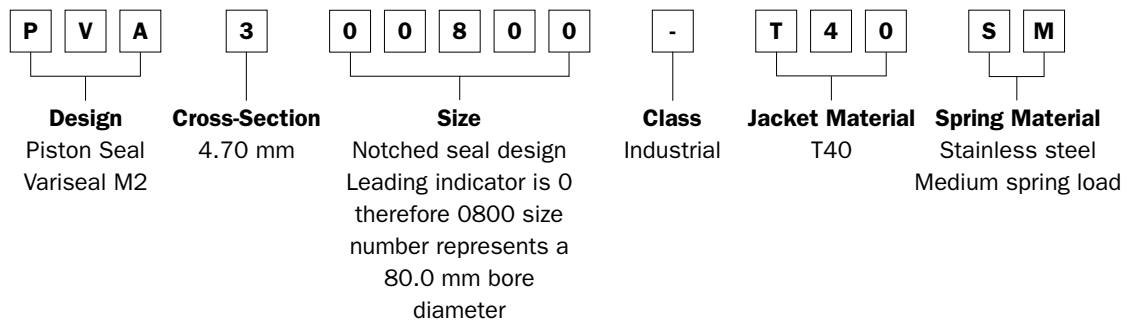 P V A 3 0 0 8 0 0 - T 4 0 S M
Design Cross-Section Size Class Jacket Material Spring Material
Piston Seal 4.70 mm Notched seal design Industrial T40 Stainless steel
Variseal M2 Leading indicator is 0 Medium spring load
therefore 0800 size
number represents a
80.0 mm bore
diameter